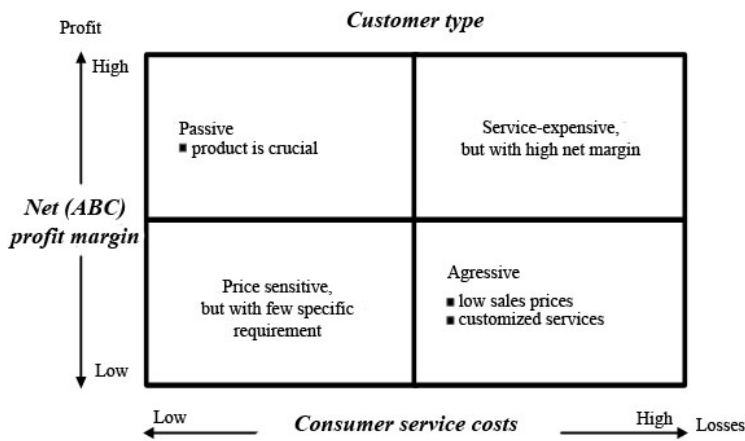 Customer type
Profit
High
Passive
▪ product is crucial
Service-expensive,
but with high net margin
Net (ABC)
profit margin
Price sensitive,
but with few specific
requirement
Agressive
▪ low sales prices
▪ customized services
Low
Low
Consumer service costs
High
Losses